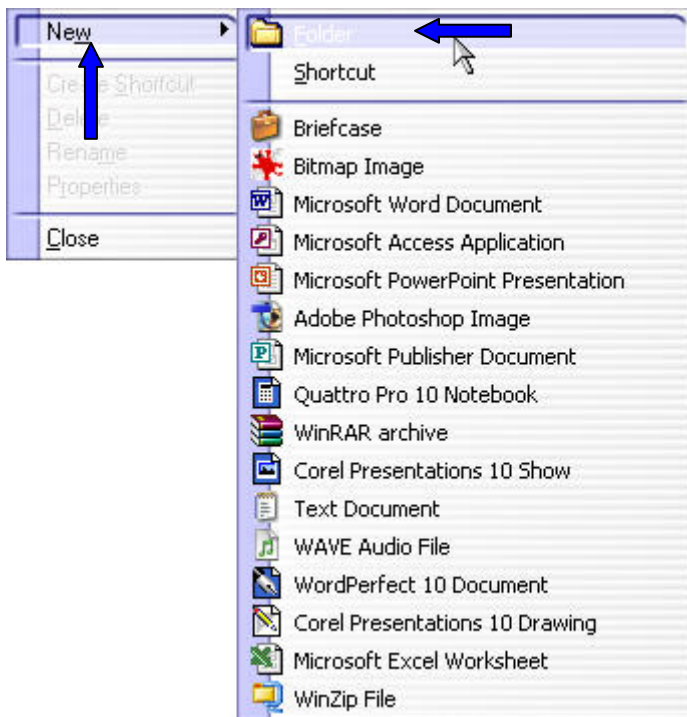 New
Create Shortcut
Delete
Rename
Properties
Close
Folder
Shortcut
Briefcase
Bitmap Image
Microsoft Word Document
Microsoft Access Application
Microsoft PowerPoint Presentation
Adobe Photoshop Image
Microsoft Publisher Document
Quattro Pro 10 Notebook
WinRAR archive
Corel Presentations 10 Show
Text Document
WAVE Audio File
WordPerfect 10 Document
Corel Presentations 10 Drawing
Microsoft Excel Worksheet
WinZip File